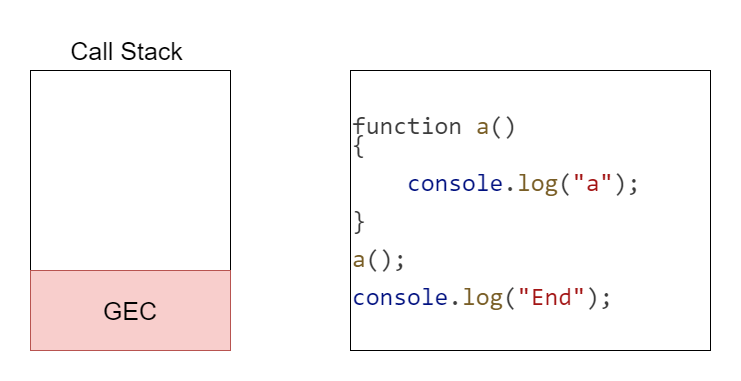 Call Stack
GEC
function a()
{
    console.log("a");
}
a();
console.log("End");